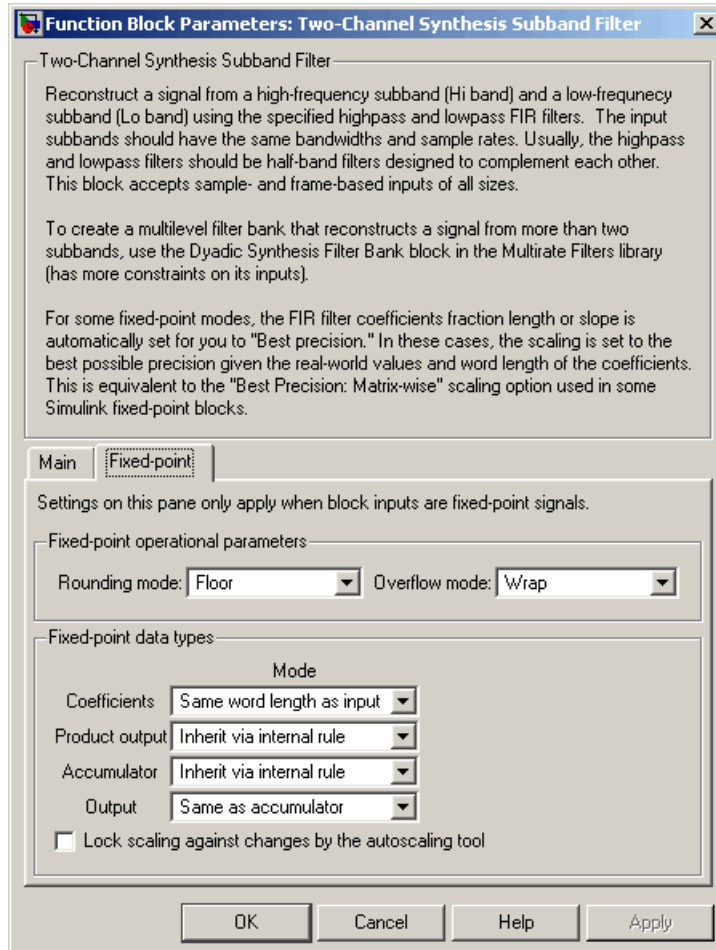 Function Block Parameters: Two-Channel Synthesis Subband Filter
Two-Channel Synthesis Subband Filter
Reconstruct a signal from a high-frequency subband (Hi band) and a low-frequnecy
subband (Lo band) using the specified highpass and lowpass FIR filters.  The input
subbands should have the same bandwidths and sample rates. Usually, the highpass
and lowpass filters should be half-band filters designed to complement each other.
This block accepts sample- and frame-based inputs of all sizes.
To create a multilevel filter bank that reconstructs a signal from more than two
subbands, use the Dyadic Synthesis Filter Bank block in the Multirate Filters library
(has more constraints on its inputs).
For some fixed-point modes, the FIR filter coefficients fraction length or slope is
automatically set for you to "Best precision." In these cases, the scaling is set to the
best possible precision given the real-world values and word length of the coefficients.
This is equivalent to the "Best Precision: Matrix-wise" scaling option used in some
Simulink fixed-point blocks.
Main Fixed-point
Settings on this pane only apply when block inputs are fixed-point signals.
Fixed-point operational parameters
Rounding mode: Floor Overflow mode: Wrap
Fixed-point data types
Mode
Coefficients Same word length as input
Product output Inherit via internal rule
Accumulator Inherit via internal rule
Output Same as accumulator
Lock scaling against changes by the autoscaling tool
OK Cancel Help Apply